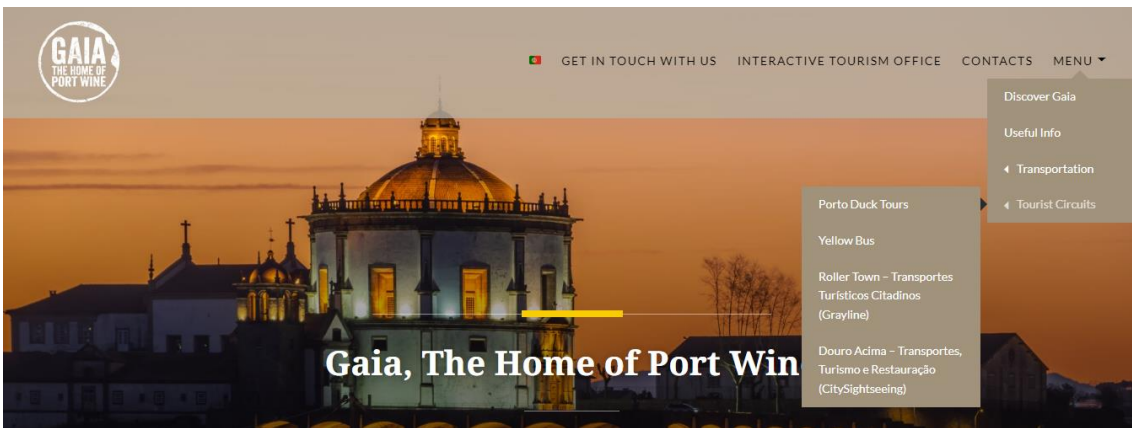 GAIA
THE HOME OF
PORT WINE
GET IN TOUCH WITH US
INTERACTIVE TOURISM OFFICE
CONTACTS
MENU
Discover Gaia
Useful Info
Transportation
Tourist Circuits
Porto Duck Tours
Yellow Bus
Roller Town – Transportes
Turísticos Citadinos
(Grayline)
Douro Acima – Transportes,
Turismo e Restauração
(CitySightseeing)
Gaia, The Home of Port Win